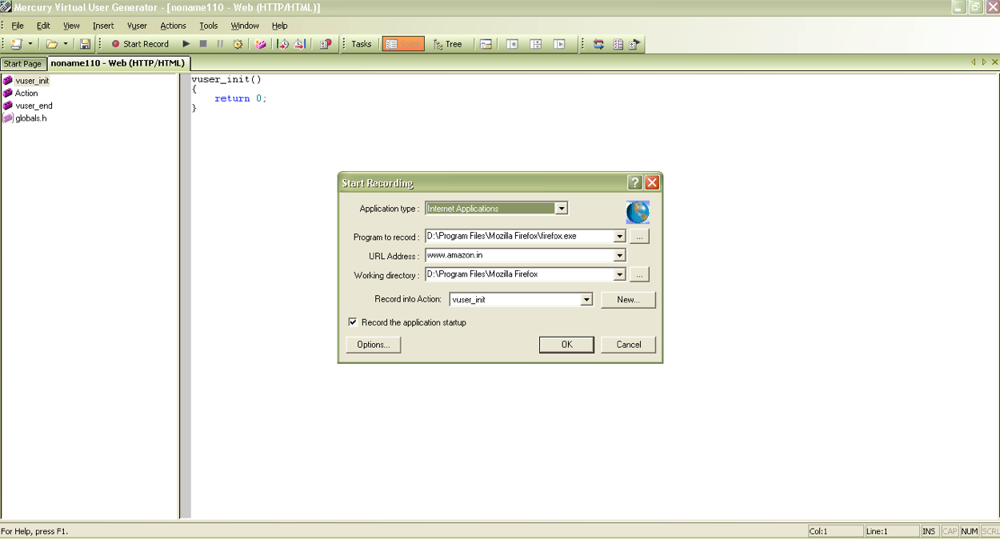 Mercury Virtual User Generator - [noname110 - Web (HTTP/HTML)]
File Edit View Insert Vuser Actions Tools Window Help
Start Record Tasks Script Tree
Start Page noname110 - Web (HTTP/HTML)
vuser_init
Action
vuser_end
globals.h
vuser_init()
{
return 0;
}
Start Recording
Application type : Internet Applications
Program to record : D:\Program Files\Mozilla Firefox\firefox.exe ...
URL Address : www.amazon.in
Working directory : D:\Program Files\Mozilla Firefox ...
Record into Action: vuser_init New...
Record the application startup
Options... OK Cancel
For Help, press F1. Col:1 Line:1 INS CAP NUM SCRL